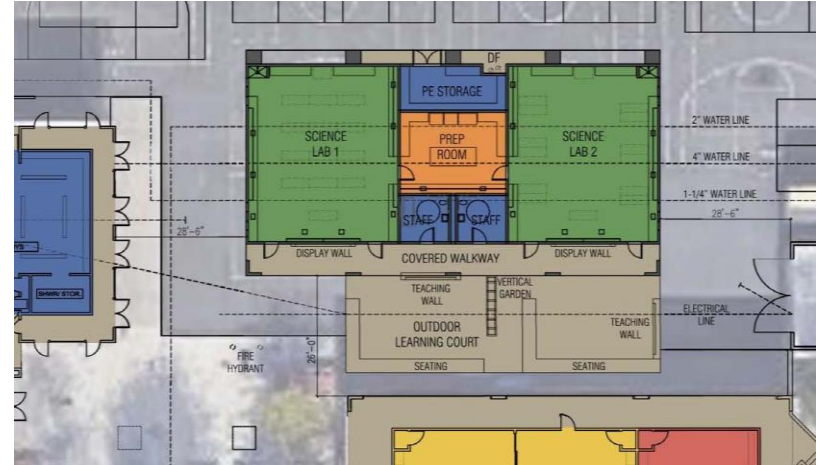 DF
PE STORAGE
SCIENCE
LAB 1
PREP
ROOM
SCIENCE
LAB 2
2" WATER LINE
4" WATER LINE
1-1/4" WATER LINE
STAFF
STAFF
28'-6"
28'-6"
DISPLAY WALL
COVERED WALKWAY
DISPLAY WALL
TEACHING
WALL
VERTICAL
GARDEN
OUTDOOR
LEARNING COURT
TEACHING
WALL
ELECTRICAL
LINE
FIRE
HYDRANT
26'-0"
SEATING
SEATING